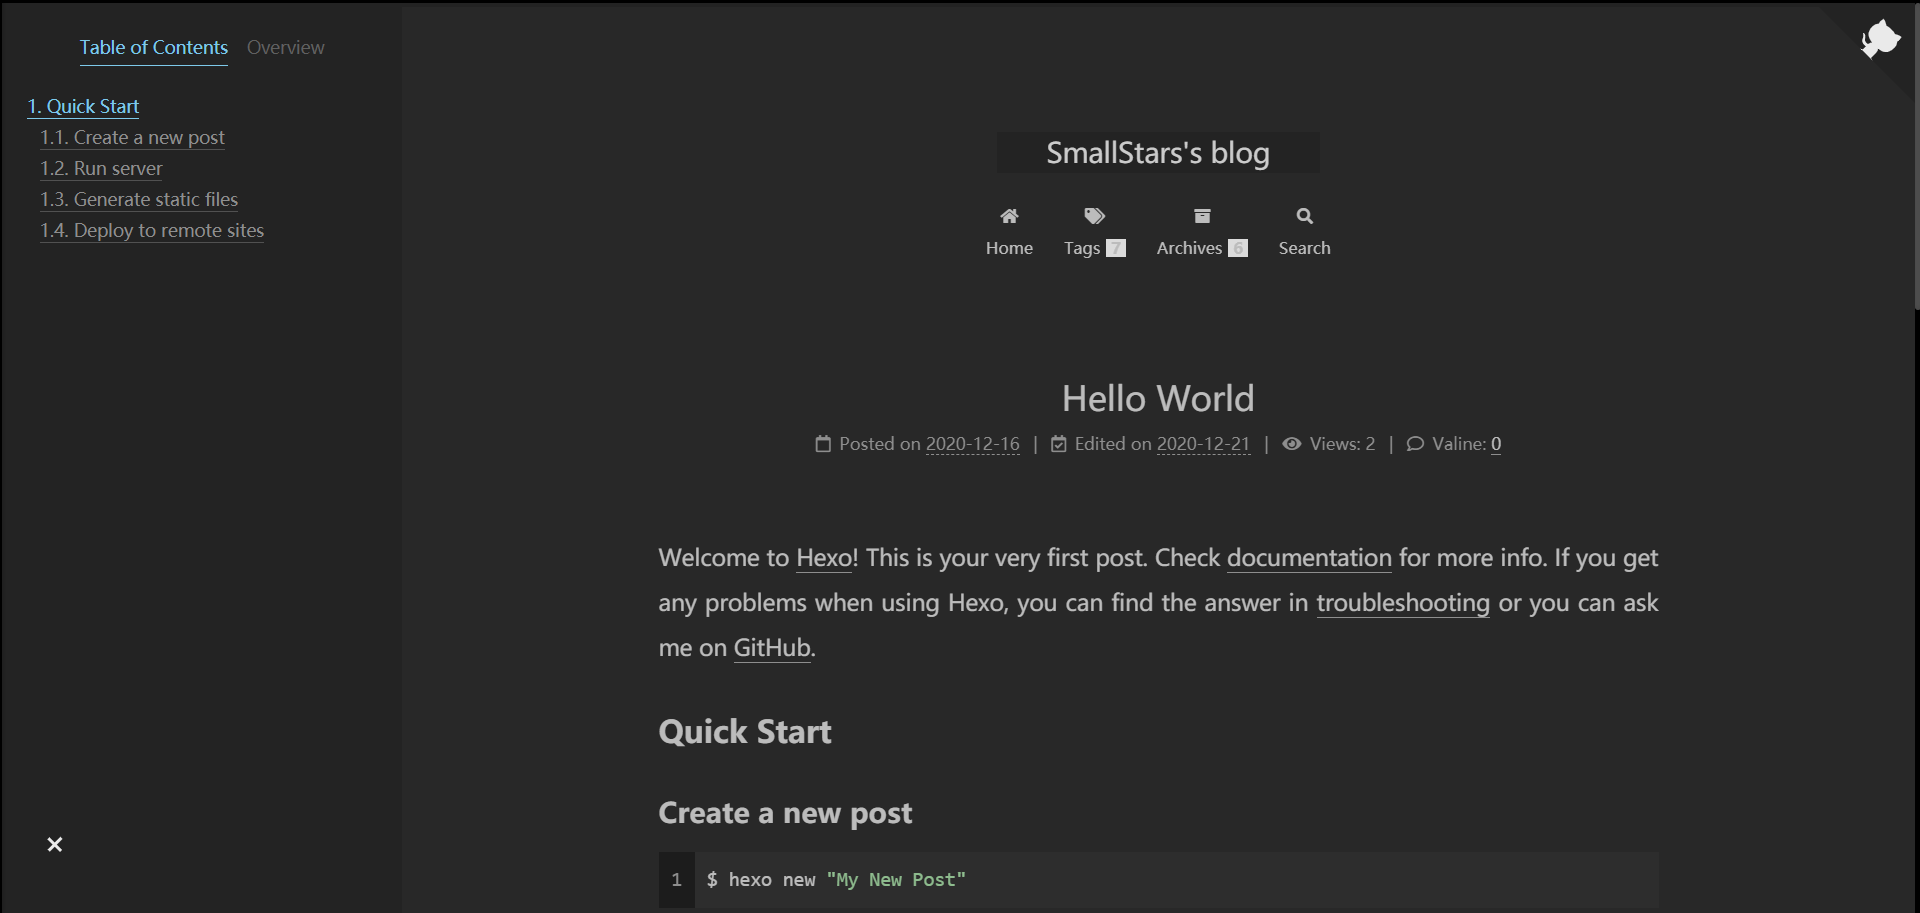 Table of Contents Overview
1. Quick Start
1.1. Create a new post
1.2. Run server
1.3. Generate static files
1.4. Deploy to remote sites
SmallStars's blog
Home Tags 7 Archives 6 Search
Hello World
Posted on 2020-12-16 | Edited on 2020-12-21 | Views: 2 | Valine: 0
Welcome to Hexo! This is your very first post. Check documentation for more info. If you get
any problems when using Hexo, you can find the answer in troubleshooting or you can ask
me on GitHub.
Quick Start
Create a new post
1 $ hexo new "My New Post"